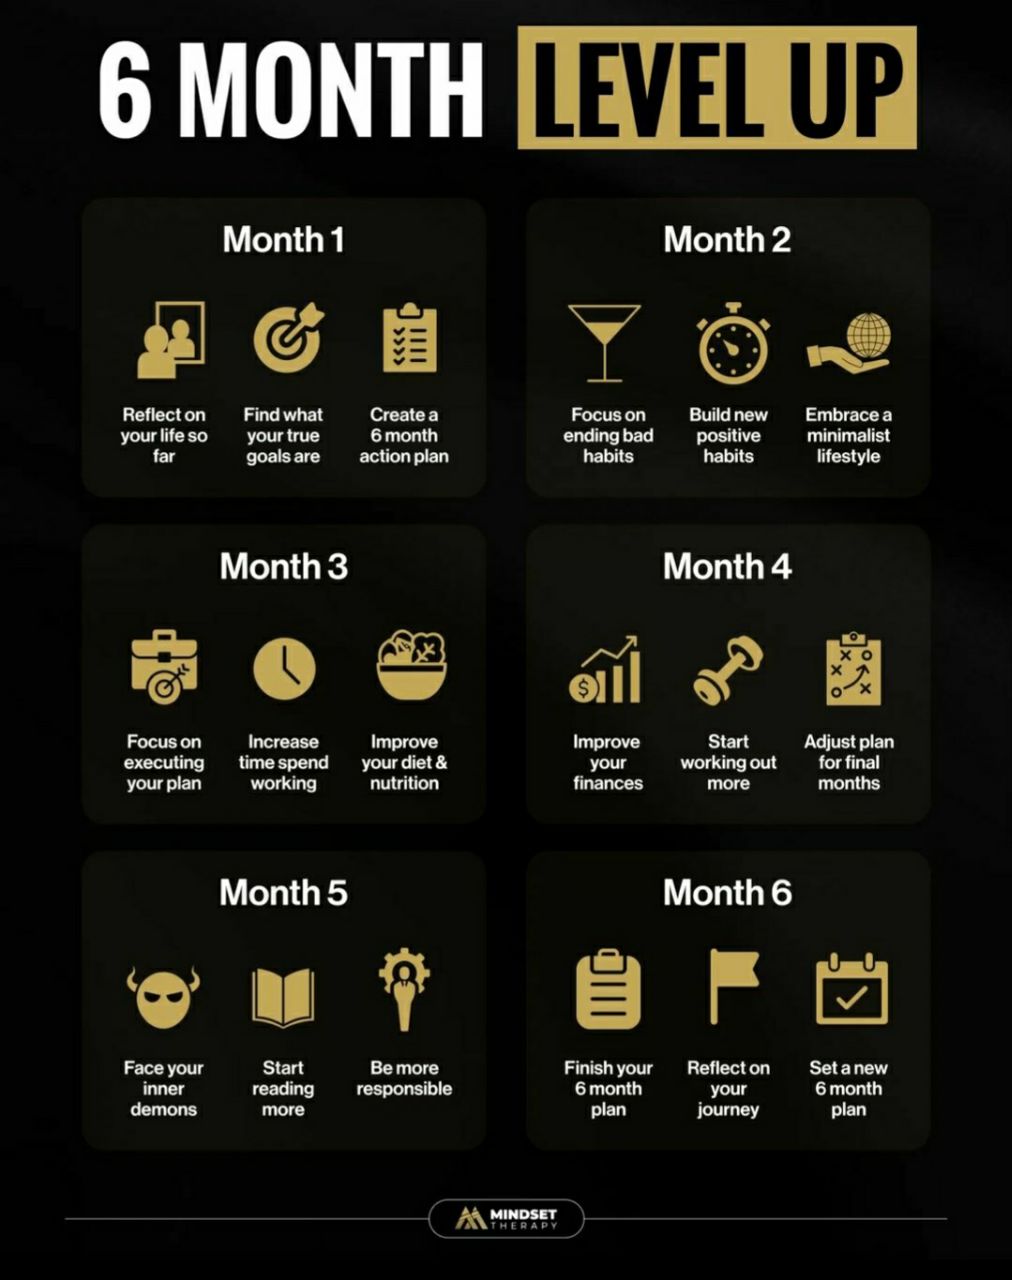 6 MONTH LEVEL UP
Month 1
Reflect on
your life so
far
Find what
your true
goals are
Create a
6 month
action plan
Month 2
Focus on
ending bad
habits
Build new
positive
habits
Embrace a
minimalist
lifestyle
Month 3
Focus on
executing
your plan
Increase
time spend
working
Improve
your diet &
nutrition
Month 4
$
Improve
your
finances
Start
working out
more
Adjust plan
for final
months
Month 5
Face your
inner
demons
Start
reading
more
Be more
responsible
Month 6
Finish your
6 month
plan
Reflect on
your
journey
Set a new
6 month
plan
MINDSET
THERAPY